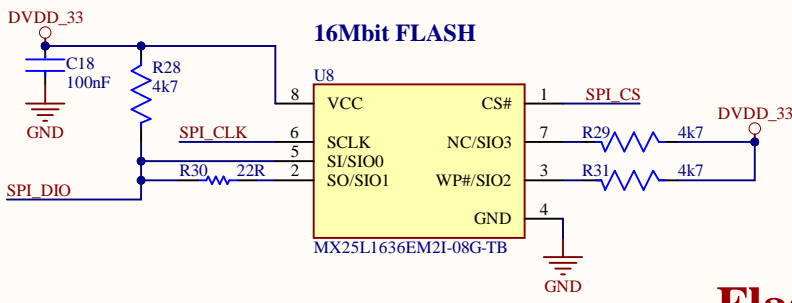 DVDD_33
16Mbit FLASH
C18
100nF
R28
4k7
GND
U8
8
VCC
CS#
1
SPI_CS
DVDD_33
SPI_CLK
6
SCLK
NC/SIO3
7
R29
4k7
5
SI/SIO0
R30
22R
2
SO/SIO1
WP#/SIO2
3
R31
4k7
SPI_DIO
GND
4
MX25L1636EM2I-08G-TB
GND